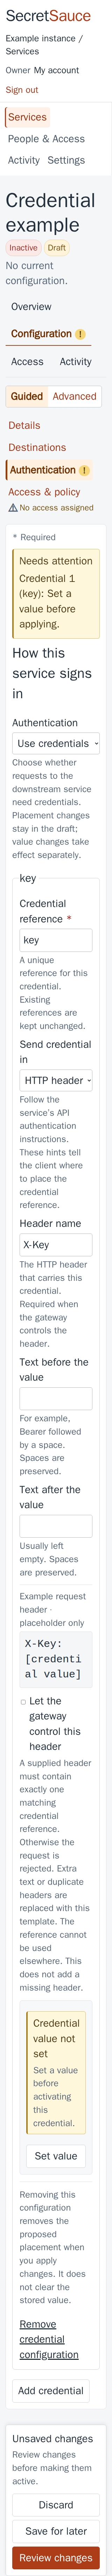 SecretSauce
Example instance /
Services
Owner My account
Sign out
Services
People & Access
Activity Settings
Credential
example
Inactive Draft
No current
configuration.
Overview
Configuration !
Access Activity
Guided Advanced
Details
Destinations
Authentication !
Access & policy
No access assigned
* Required
Needs attention
Credential 1
(key): Set a
value before
applying.
How this
service signs
in
Authentication
Use credentials
Choose whether
requests to the
downstream service
need credentials.
Placement changes
stay in the draft;
value changes take
effect separately.
key
Credential
reference *
key
A unique
reference for this
credential.
Existing
references are
kept unchanged.
Send credential
in
HTTP header
Follow the
service's API
authentication
instructions.
These hints tell
the client where
to place the
credential
reference.
Header name
X-Key
The HTTP header
that carries this
credential.
Required when
the gateway
controls the
header.
Text before the
value
For example,
Bearer followed
by a space.
Spaces are
preserved.
Text after the
value
Usually left
empty. Spaces
are preserved.
Example request
header -
placeholder only
X-Key:
[credenti
al value]
Let the
gateway
control this
header
A supplied header
must contain
exactly one
matching
credential
reference.
Otherwise the
request is
rejected. Extra
text or duplicate
headers are
replaced with this
template. The
reference cannot
be used
elsewhere. This
does not add a
missing header.
Credential
value not
set
Set a value
before
activating
this
credential.
Set value
Removing this
configuration
removes the
proposed
placement when
you apply
changes. It does
not clear the
stored value.
Remove
credential
configuration
Add credential
Unsaved changes
Review changes
before making them
active.
Discard
Save for later
Review changes